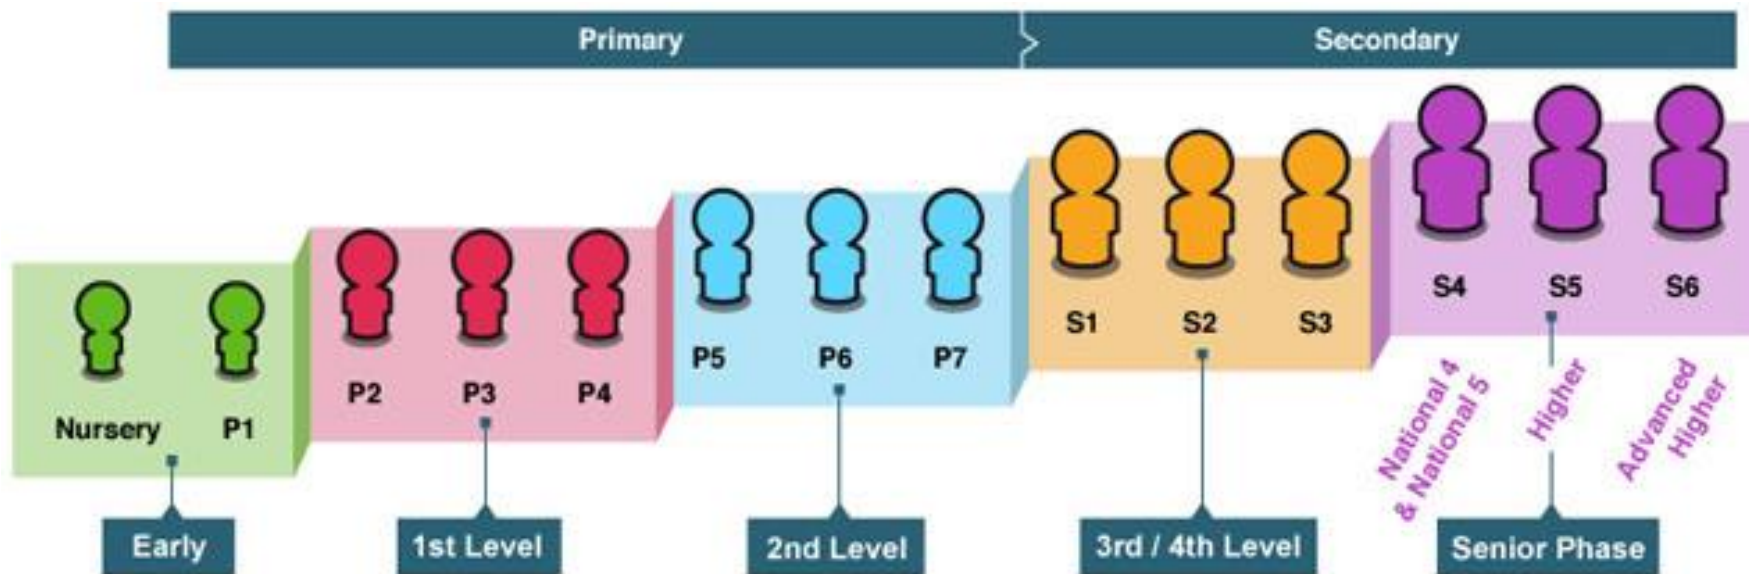 Primary
Secondary
Nursery
P1
P2
P3
P4
P5
P6
P7
S1
S2
S3
S4
S5
S6
National 4
& National 5
Higher
Advanced
Higher
Early
1st Level
2nd Level
3rd / 4th Level
Senior Phase